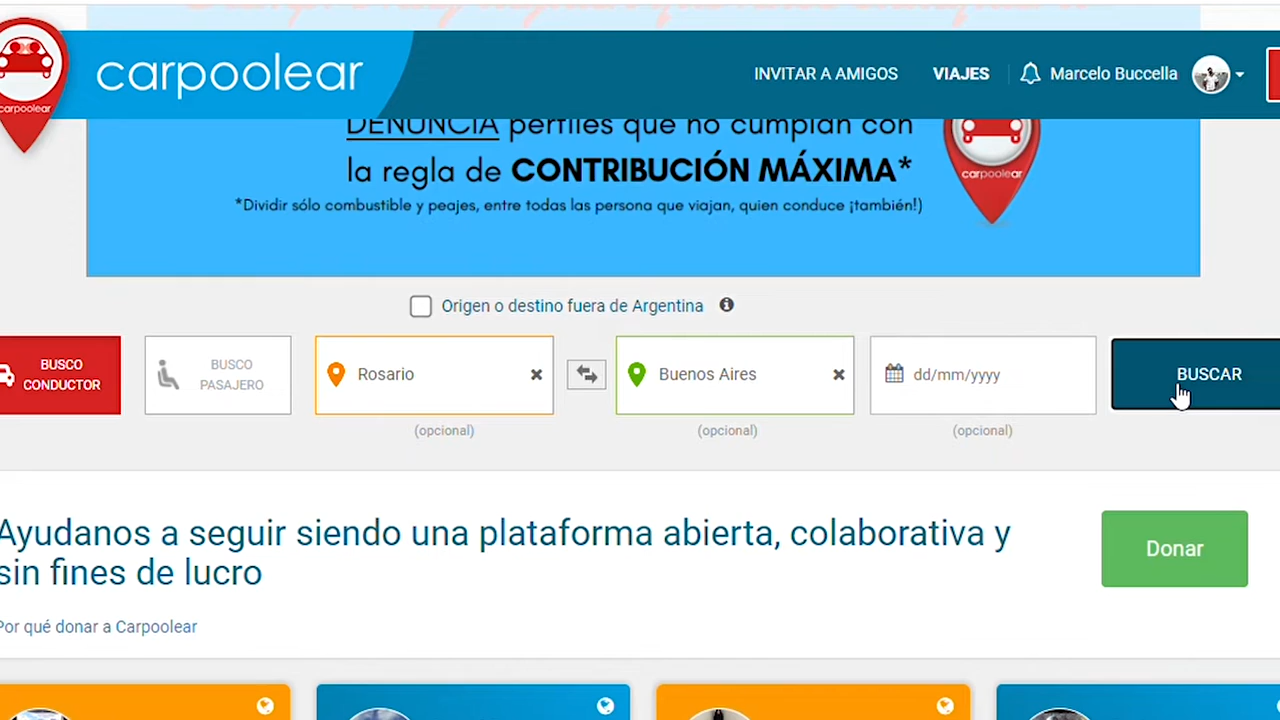 carpoolear
carpoolear
INVITAR A AMIGOS
VIAJES
Marcelo Buccella
DENUNCIA perfiles que no cumplan con
la regla de CONTRIBUCIÓN MÁXIMA*
*Dividir sólo combustible y peajes, entre todas las persona que viajan, quien conduce ¡también!)
carpoolear
Origen o destino fuera de Argentina
BUSCO
CONDUCTOR
BUSCO
PASAJERO
Rosario
Buenos Aires
dd/mm/yyyy
BUSCAR
(opcional)
(opcional)
(opcional)
Ayudanos a seguir siendo una plataforma abierta, colaborativa y
sin fines de lucro
Donar
Por qué donar a Carpoolear